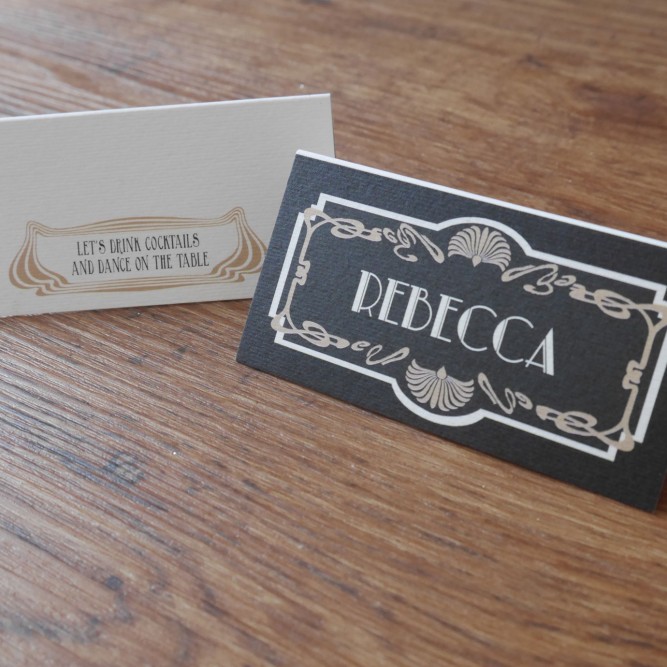 LET'S DRINK COCKTAILS
AND DANCE ON THE TABLE
REBECCA